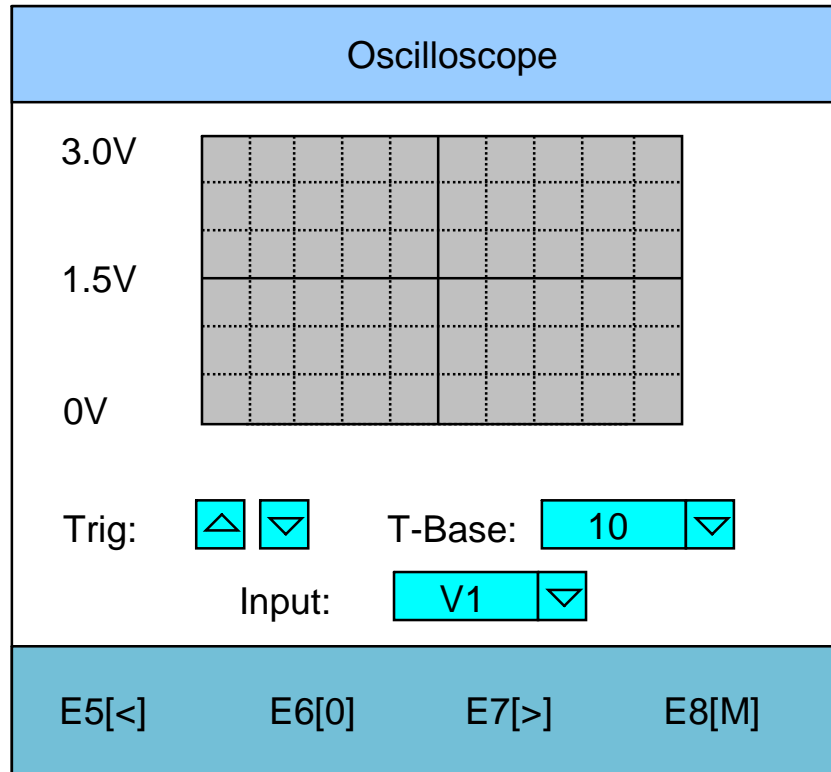 Oscilloscope
3.0V
1.5V
0V
Trig: T-Base: 10
Input: V1
E5[<] E6[0] E7[>] E8[M]